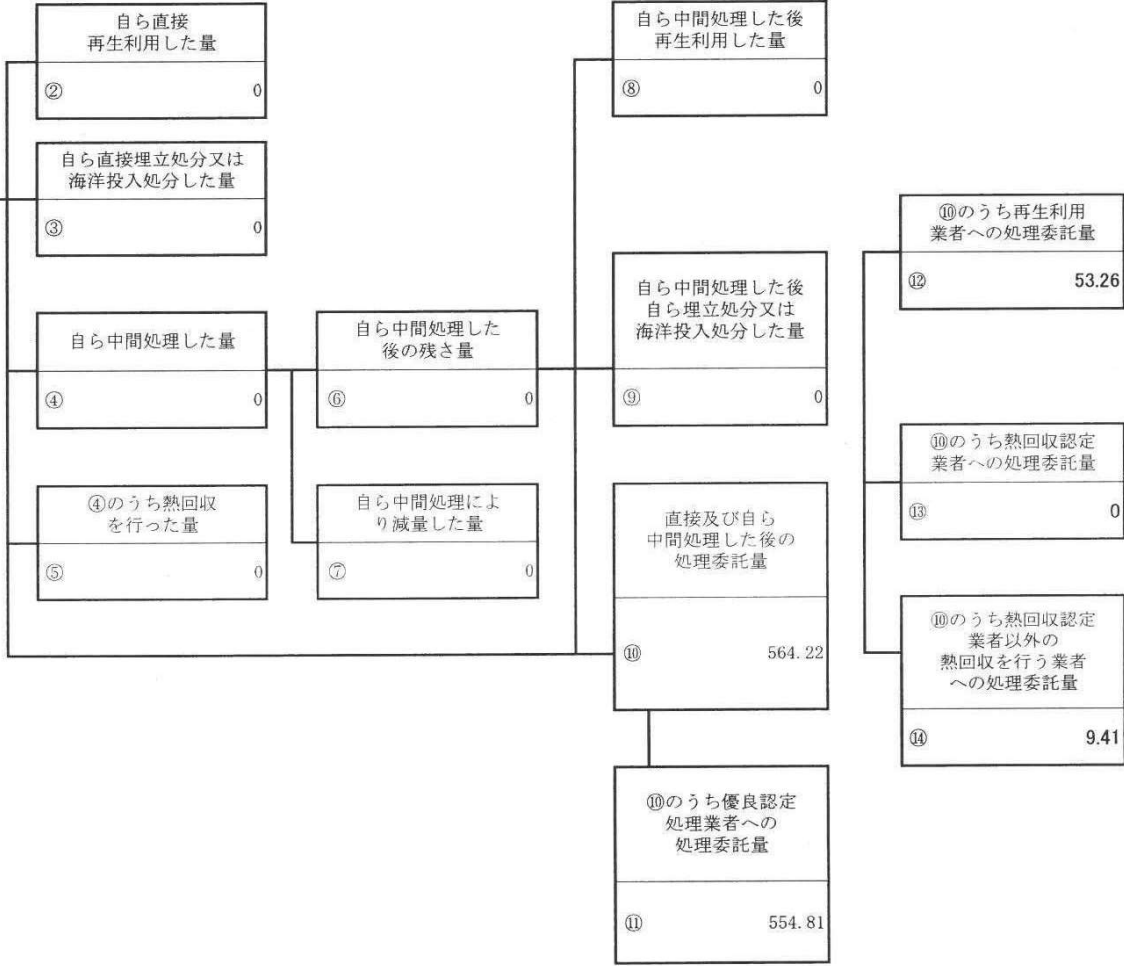 自ら直接
再生利用した量
② 0
自ら直接埋立処分又は
海洋投入処分した量
③ 0
自ら中間処理した量
④ 0
④のうち熱回収
を行った量
⑤ 0
自ら中間処理した
後の残さ量
⑥ 0
自ら中間処理によ
り減量した量
⑦ 0
自ら中間処理した後
再生利用した量
⑧ 0
自ら中間処理した後
自ら埋立処分又は
海洋投入処分した量
⑨ 0
直接及び自ら
中間処理した後の
処理委託量
⑩ 564.22
⑩のうち優良認定
処理業者への
処理委託量
⑪ 554.81
⑩のうち再生利用
業者への処理委託量
⑫ 53.26
⑩のうち熱回収認定
業者への処理委託量
⑬ 0
⑩のうち熱回収認定
業者以外の
熱回収を行う業者
への処理委託量
⑭ 9.41